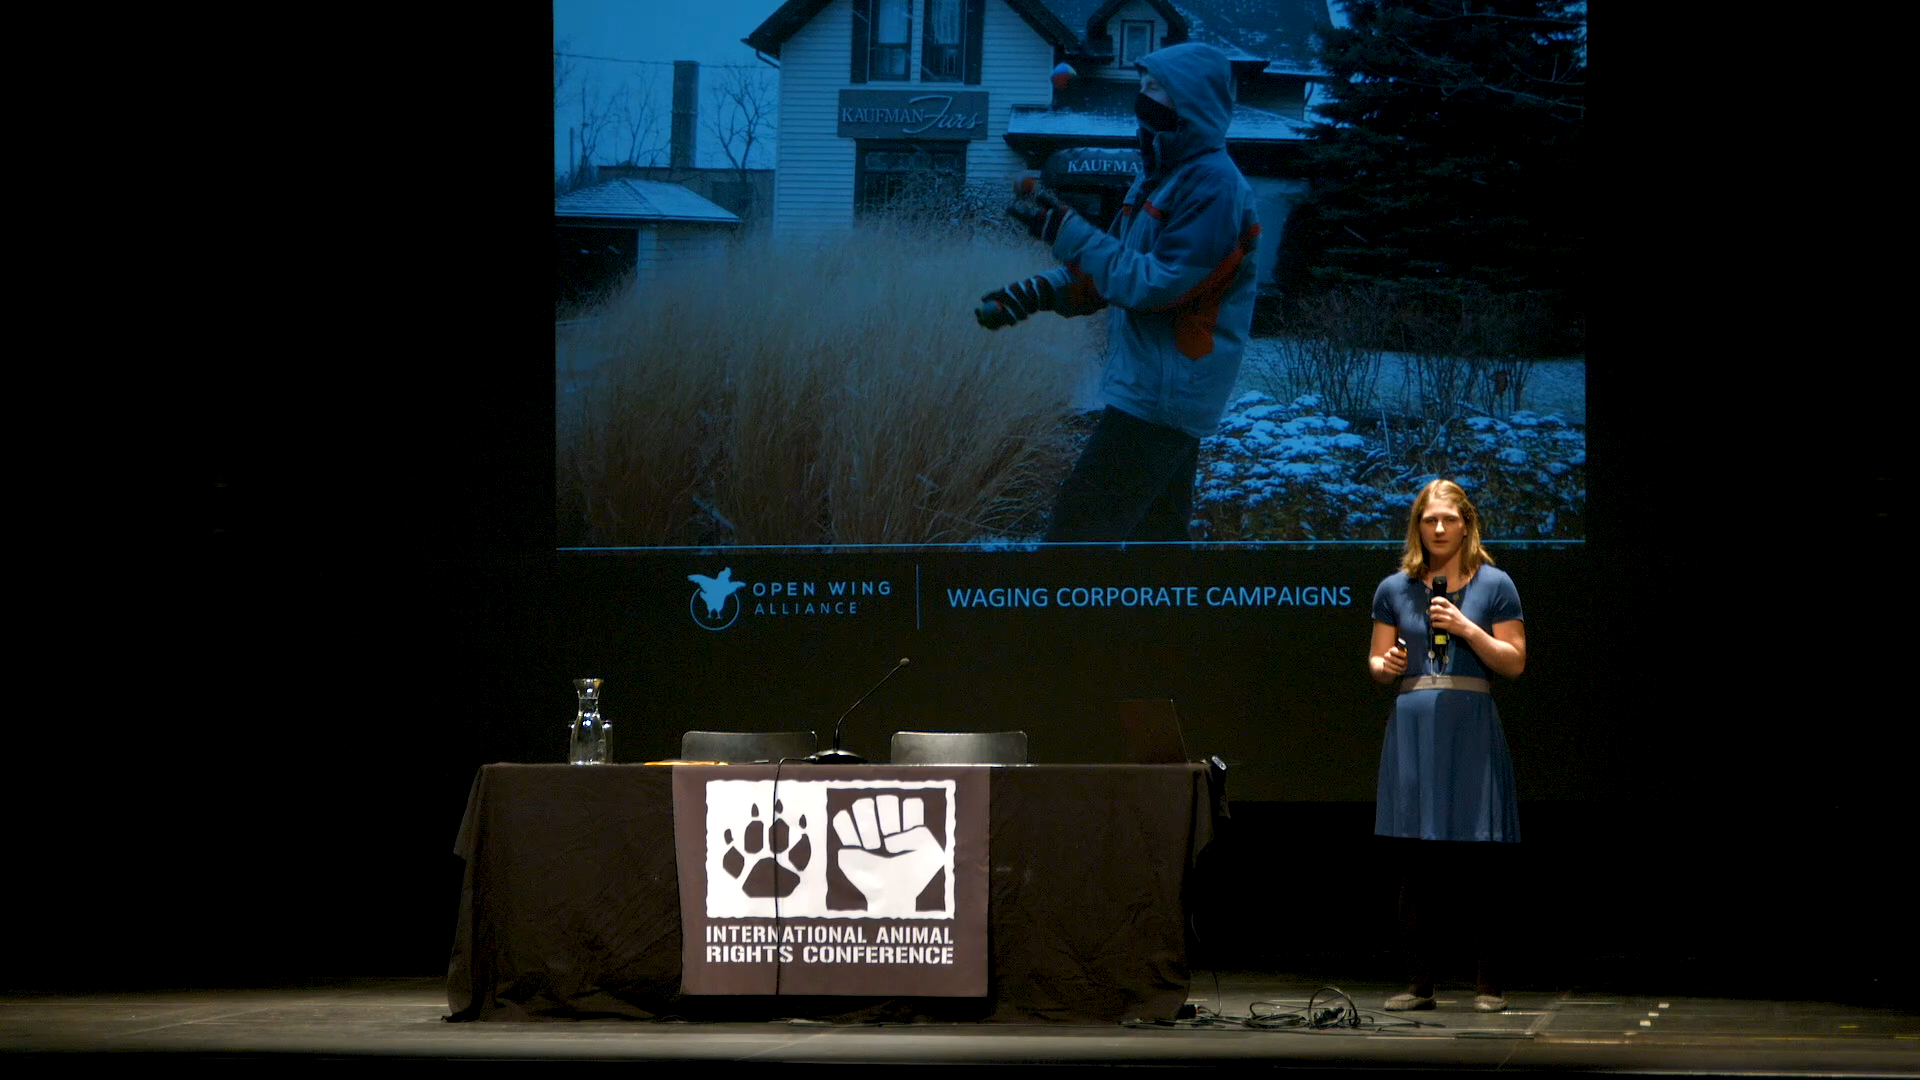 KAUFMAN Furs
KAUFMA
OPEN WING
ALLIANCE
WAGING CORPORATE CAMPAIGNS
INTERNATIONAL ANIMAL
RIGHTS CONFERENCE